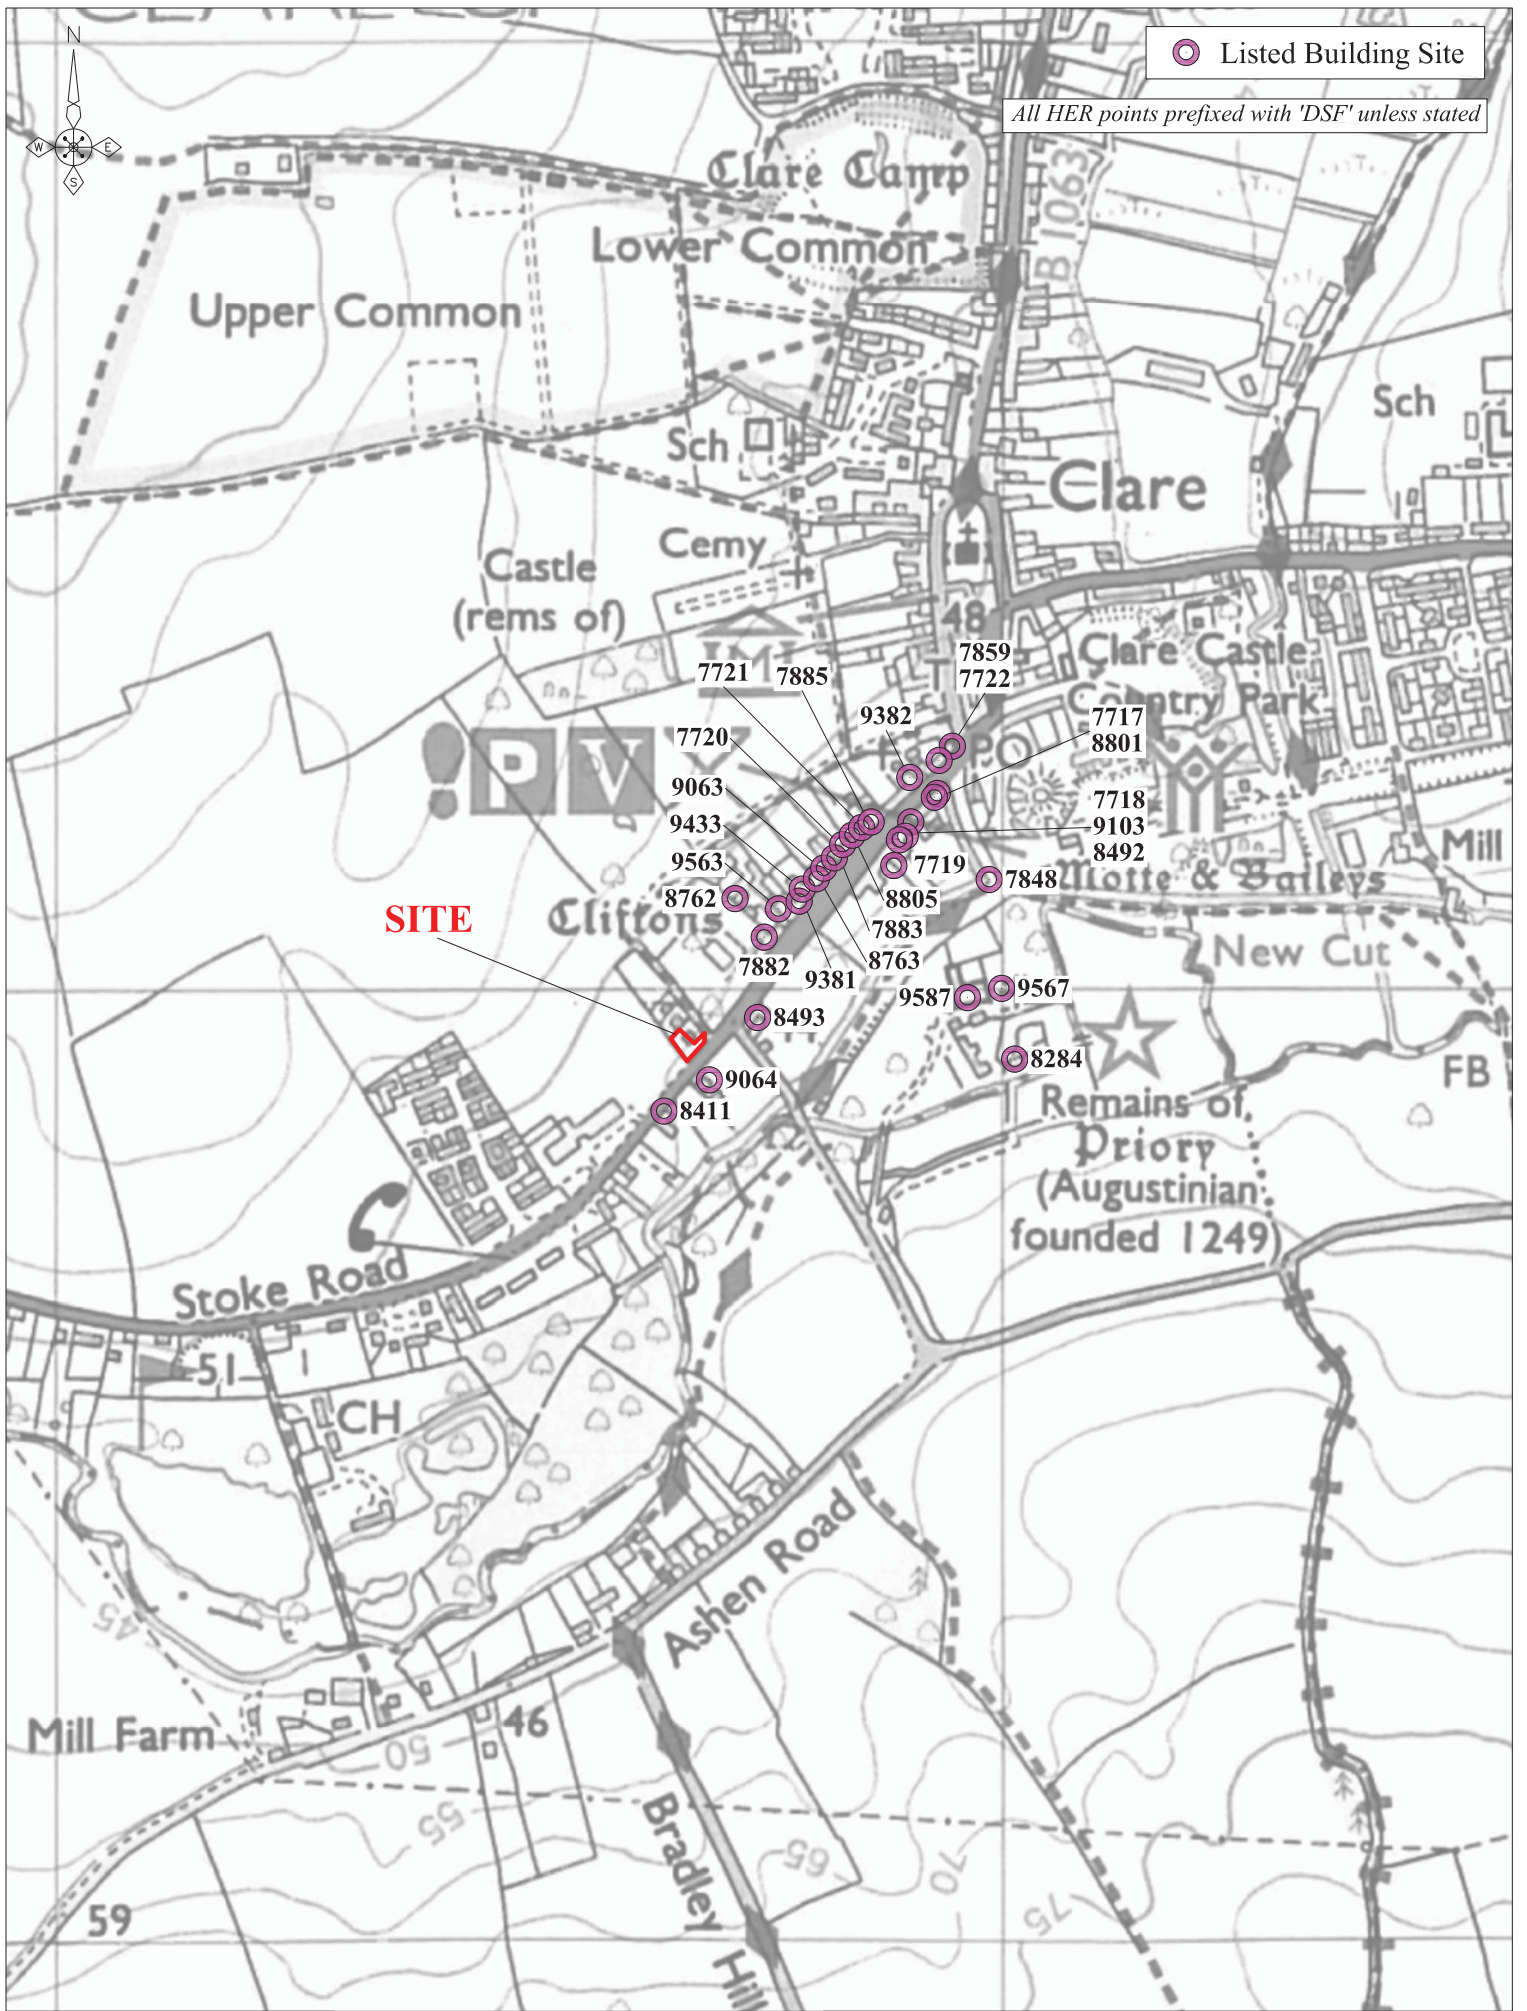 N
W
E
S
Listed Building Site
All HER points prefixed with 'DSF' unless stated
Clare Camp
B 1063
Lower Common
Upper Common
Sch
Sch
Clare
Cemy
Castle
(rems of)
48
Clare Castle
Country Park
7859
7722
7721
7885
9382
7717
8801
7720
PO
P
V
9063
7718
9103
8492
9433
Mill
9563
7719
7848
Motte & Baileys
8762
8805
Cliftons
SITE
7883
New Cut
7882
8763
9381
9587
9567
8493
8284
FB
9064
8411
Remains of
Priory
(Augustinian
founded 1249)
Stoke Road
51
CH
Ashen Road
45
Mill Farm
46
50
55
65
70
75
Bradley
Hill
59